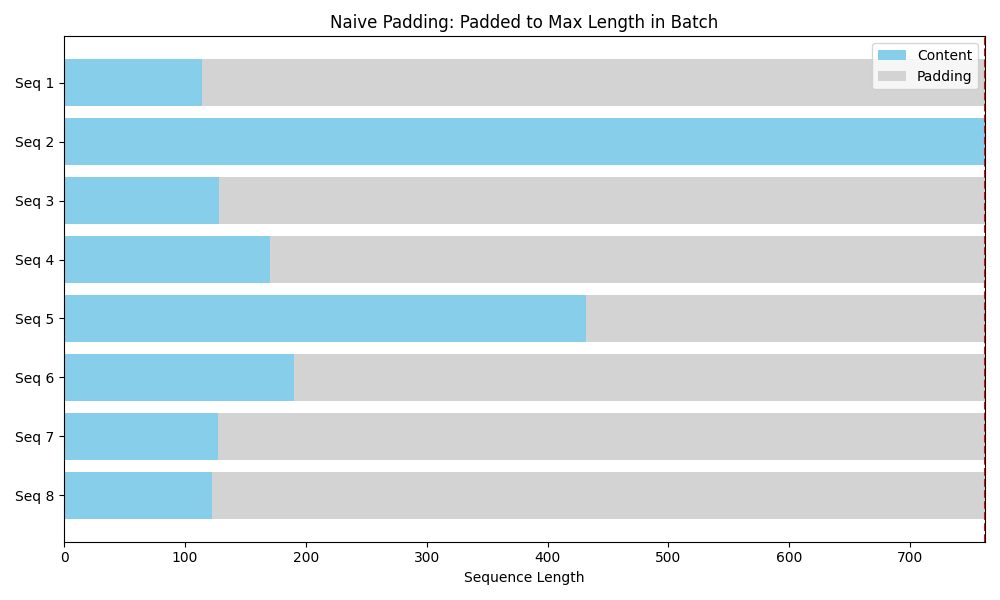 Naive Padding: Padded to Max Length in Batch
Content
Padding
Seq 1
Seq 2
Seq 3
Seq 4
Seq 5
Seq 6
Seq 7
Seq 8
0 100 200 300 400 500 600 700
Sequence Length